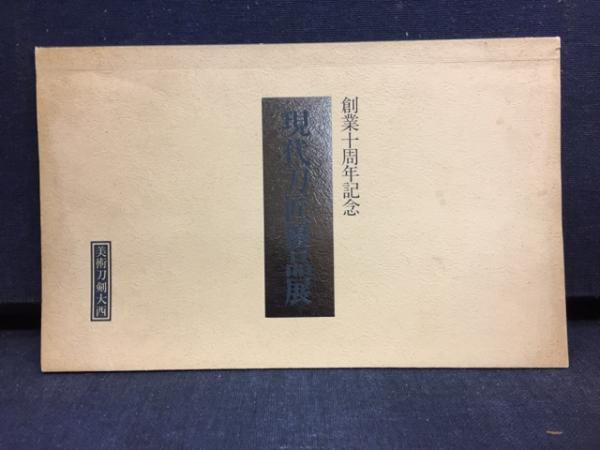 創業十周年記念
現代刀匠優品展
美術刀剣大西